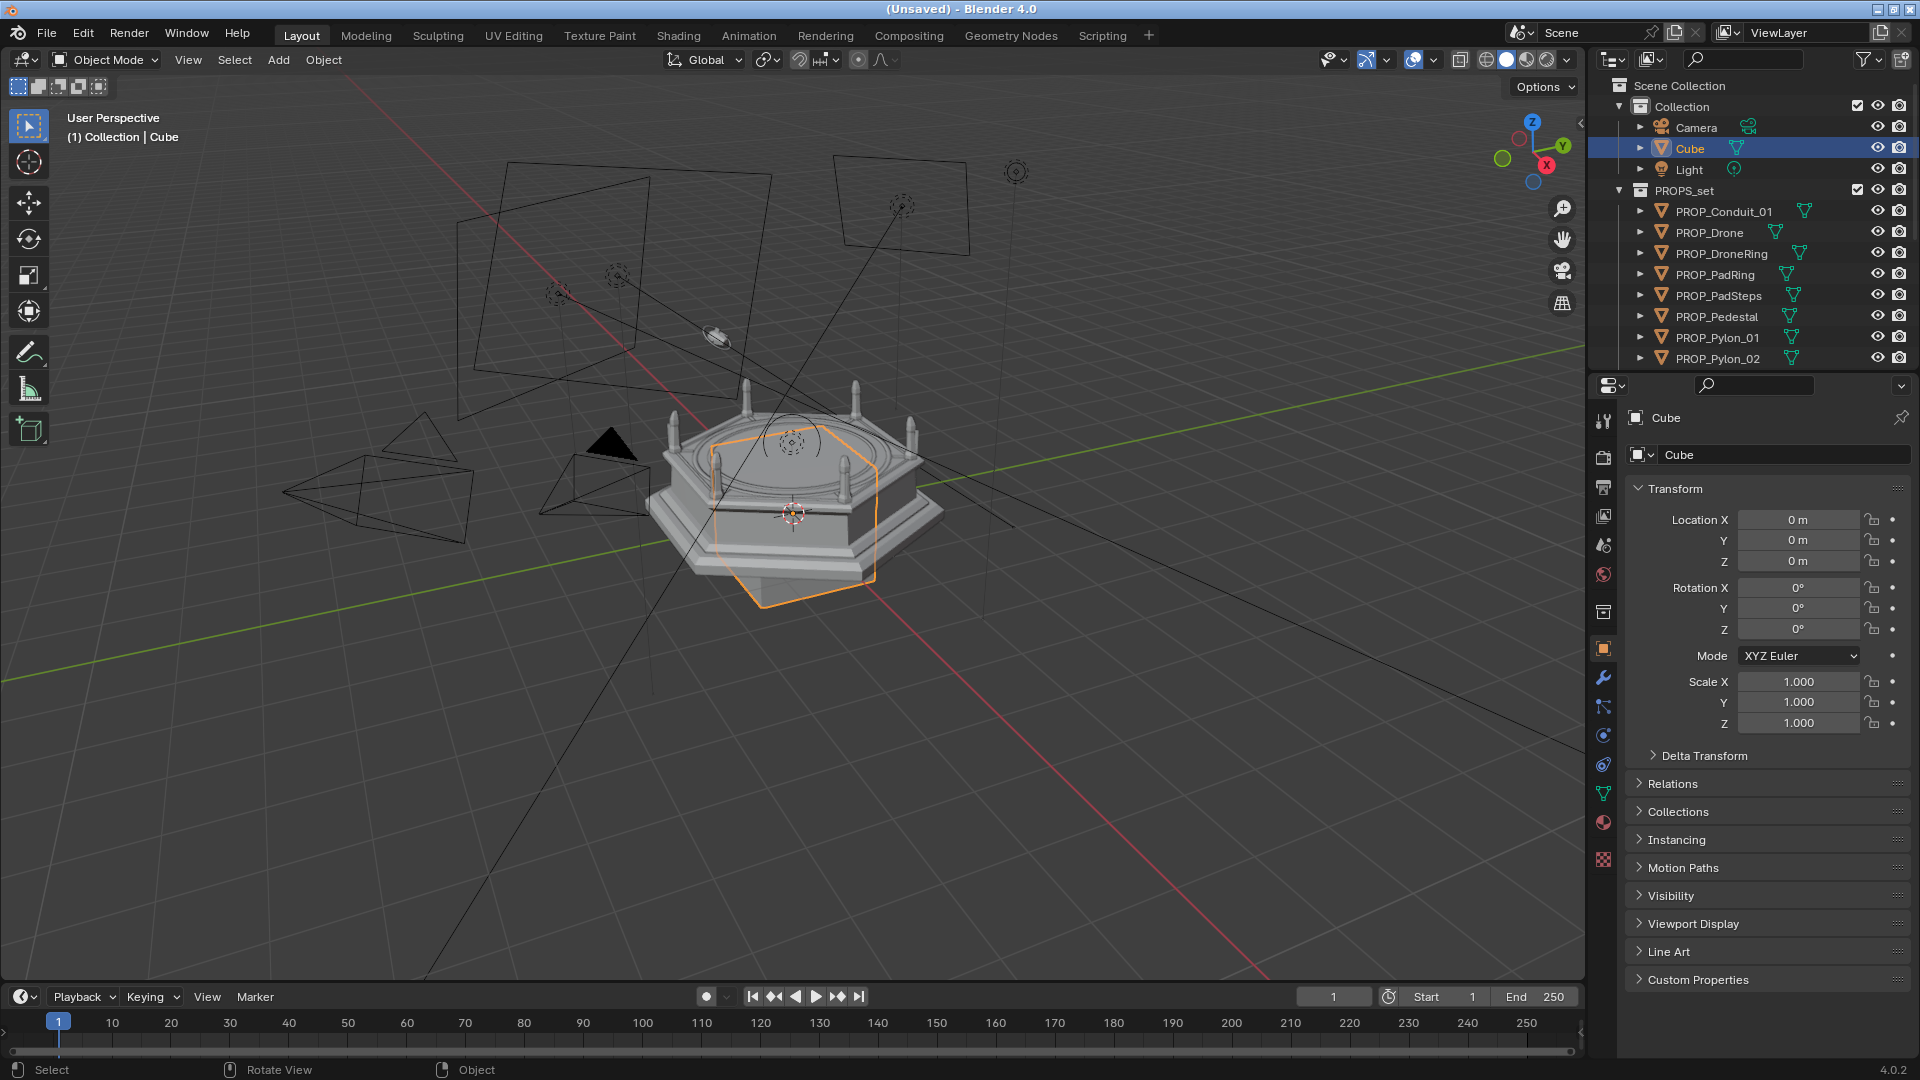 (Unsaved) - Blender 4.0
File Edit Render Window Help
Layout Modeling Sculpting UV Editing Texture Paint Shading Animation Rendering Compositing Geometry Nodes Scripting
Scene
ViewLayer
Object Mode View Select Add Object
Global
Options
User Perspective
(1) Collection | Cube
Z
Y
X
Scene Collection
Collection
Camera
Cube
Light
PROPS_set
PROP_Conduit_01
PROP_Drone
PROP_DroneRing
PROP_PadRing
PROP_PadSteps
PROP_Pedestal
PROP_Pylon_01
PROP_Pylon_02
Cube
Cube
Transform
Location X 0 m
Y 0 m
Z 0 m
Rotation X 0°
Y 0°
Z 0°
Mode XYZ Euler
Scale X 1.000
Y 1.000
Z 1.000
Delta Transform
Relations
Collections
Instancing
Motion Paths
Visibility
Viewport Display
Line Art
Custom Properties
Playback Keying View Marker
1
Start 1
End 250
1 10 20 30 40 50 60 70 80 90 100 110 120 130 140 150 160 170 180 190 200 210 220 230 240 250
Select
Rotate View
Object
4.0.2